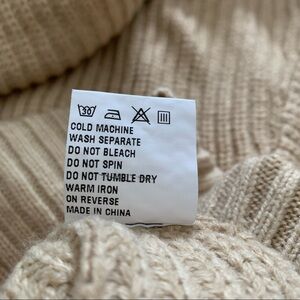 30
COLD MACHINE
WASH SEPARATE
DO NOT BLEACH
DO NOT SPIN
DO NOT TUMBLE DRY
WARM IRON
ON REVERSE
MADE IN CHINA